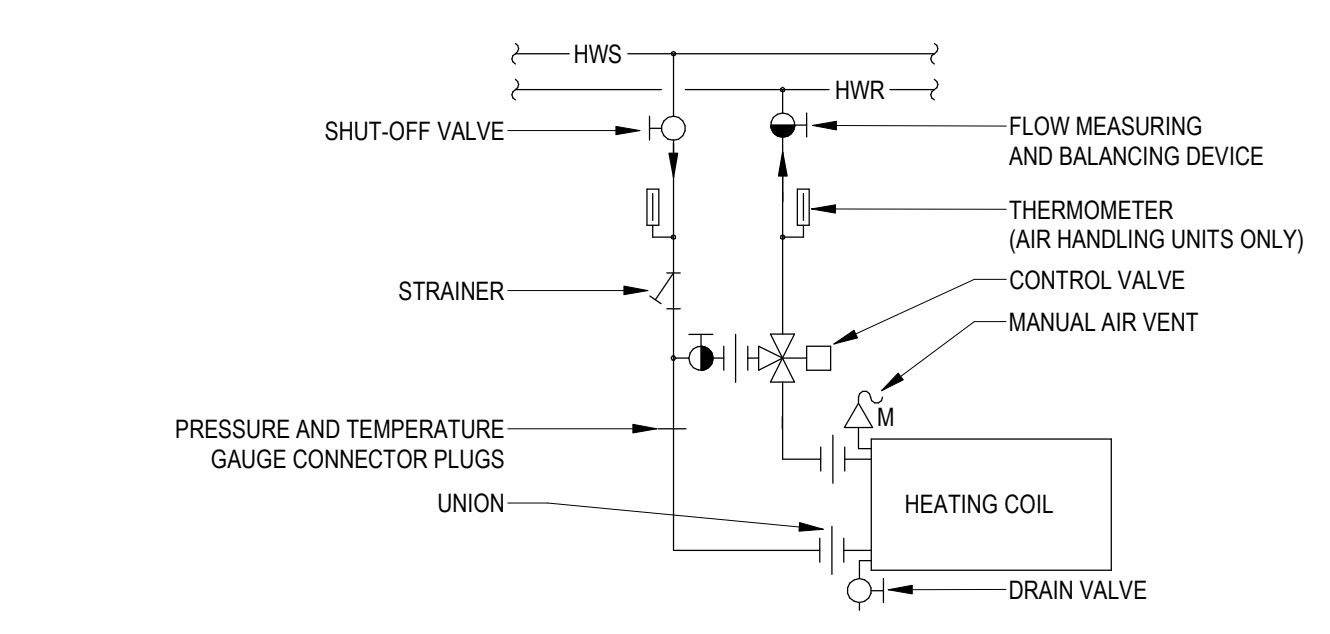 HWS
HWR
SHUT-OFF VALVE
FLOW MEASURING
AND BALANCING DEVICE
THERMOMETER
(AIR HANDLING UNITS ONLY)
STRAINER
CONTROL VALVE
MANUAL AIR VENT
M
PRESSURE AND TEMPERATURE
GAUGE CONNECTOR PLUGS
UNION
HEATING COIL
DRAIN VALVE